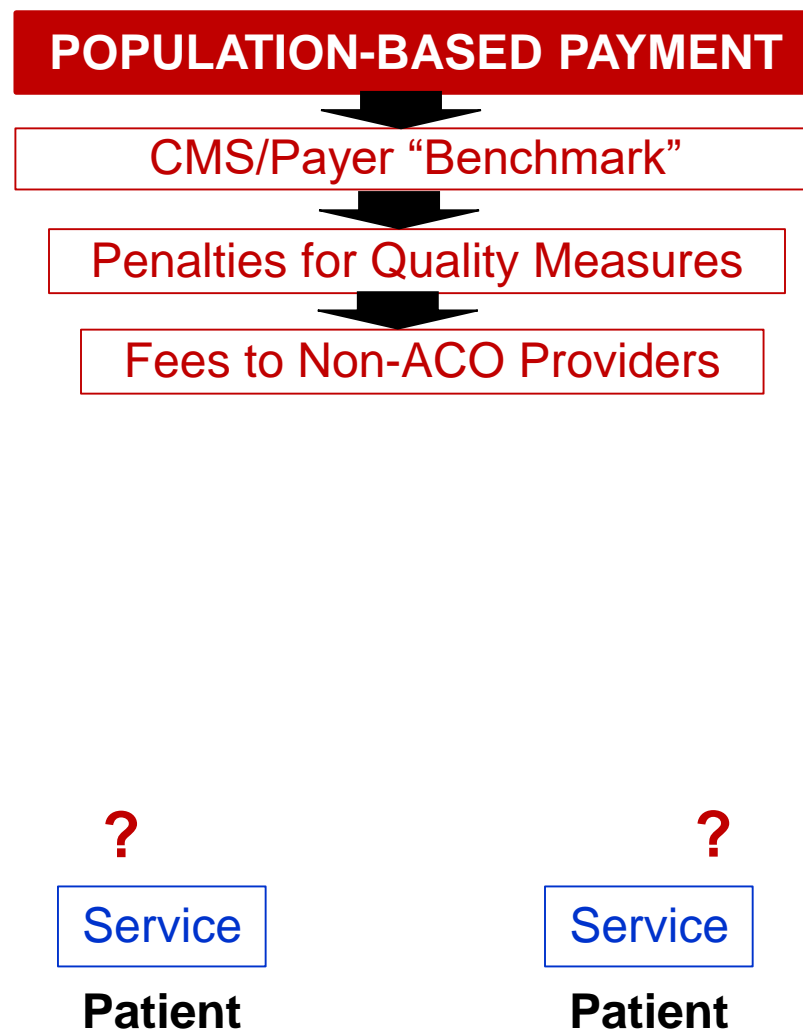 POPULATION-BASED PAYMENT
CMS/Payer “Benchmark”
Penalties for Quality Measures
Fees to Non-ACO Providers
? ?
Service Service
Patient Patient